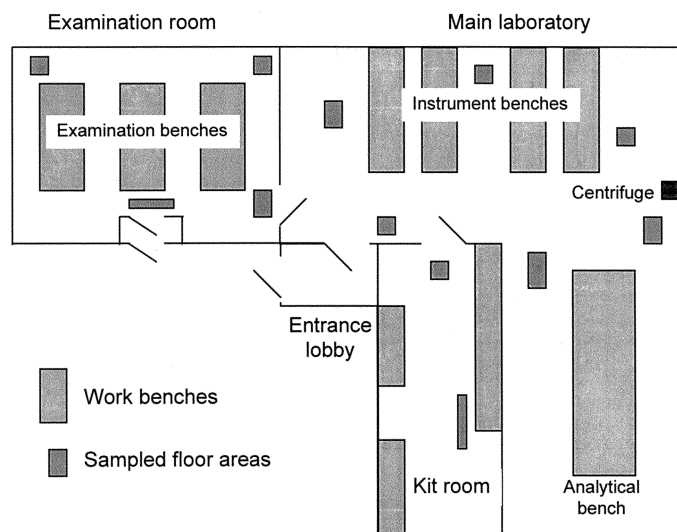 Examination room
Main laboratory
Examination benches
Instrument benches
Centrifuge
Entrance
lobby
Work benches
Sampled floor areas
Kit room
Analytical
bench